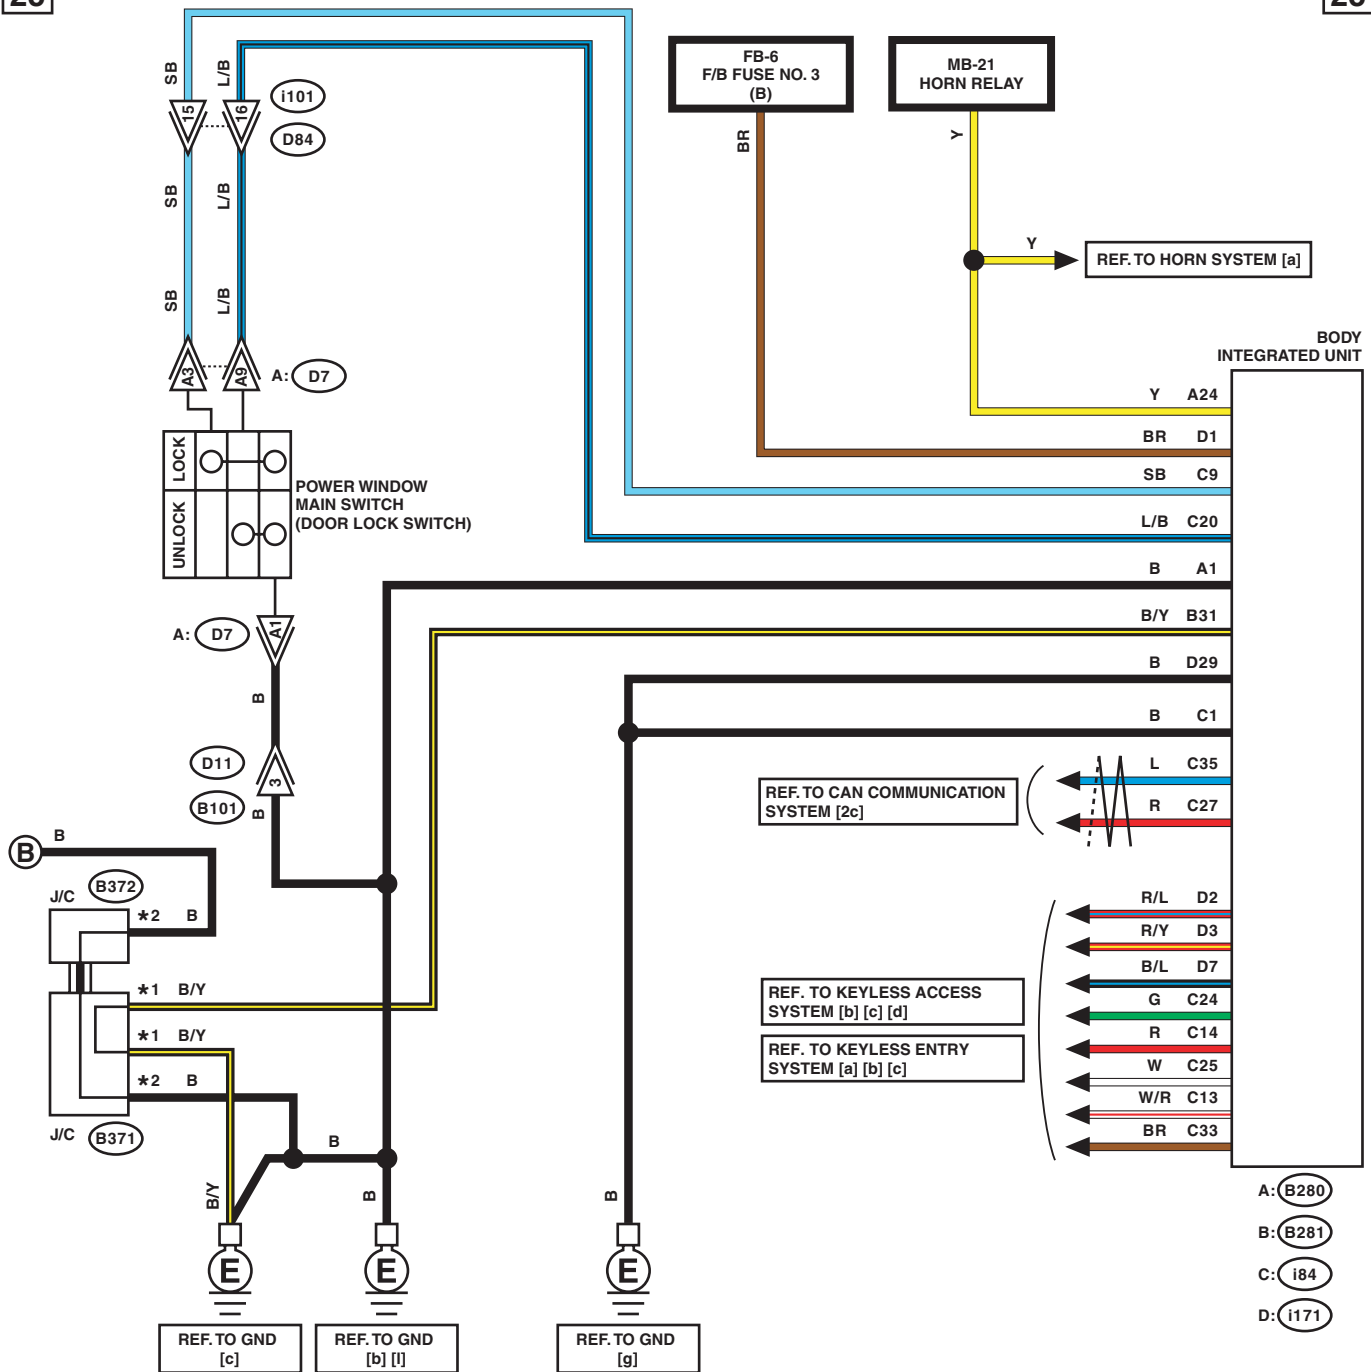 FB-6
F/B FUSE NO. 3
(B)
MB-21
HORN RELAY
SB
L/B
15
16
i101
D84
BR
Y
SB
L/B
Y
REF. TO HORN SYSTEM [a]
SB
L/B
BODY
INTEGRATED UNIT
A3
A9
A: D7
Y A24
BR D1
SB C9
L/B C20
B A1
B/Y B31
B D29
B C1
L C35
R C27
LOCK
UNLOCK
POWER WINDOW
MAIN SWITCH
(DOOR LOCK SWITCH)
A: D7
A1
B
D11
3
B101
B
REF. TO CAN COMMUNICATION
SYSTEM [2c]
B
B
J/C B372
*2 B
*1 B/Y
*1 B/Y
*2 B
J/C B371
B
R/L D2
R/Y D3
B/L D7
G C24
R C14
W C25
W/R C13
BR C33
REF. TO KEYLESS ACCESS
SYSTEM [b] [c] [d]
REF. TO KEYLESS ENTRY
SYSTEM [a] [b] [c]
B/Y
B
B
A: B280
B: B281
C: i84
D: i171
E
E
E
REF. TO GND
[c]
REF. TO GND
[b] [l]
REF. TO GND
[g]